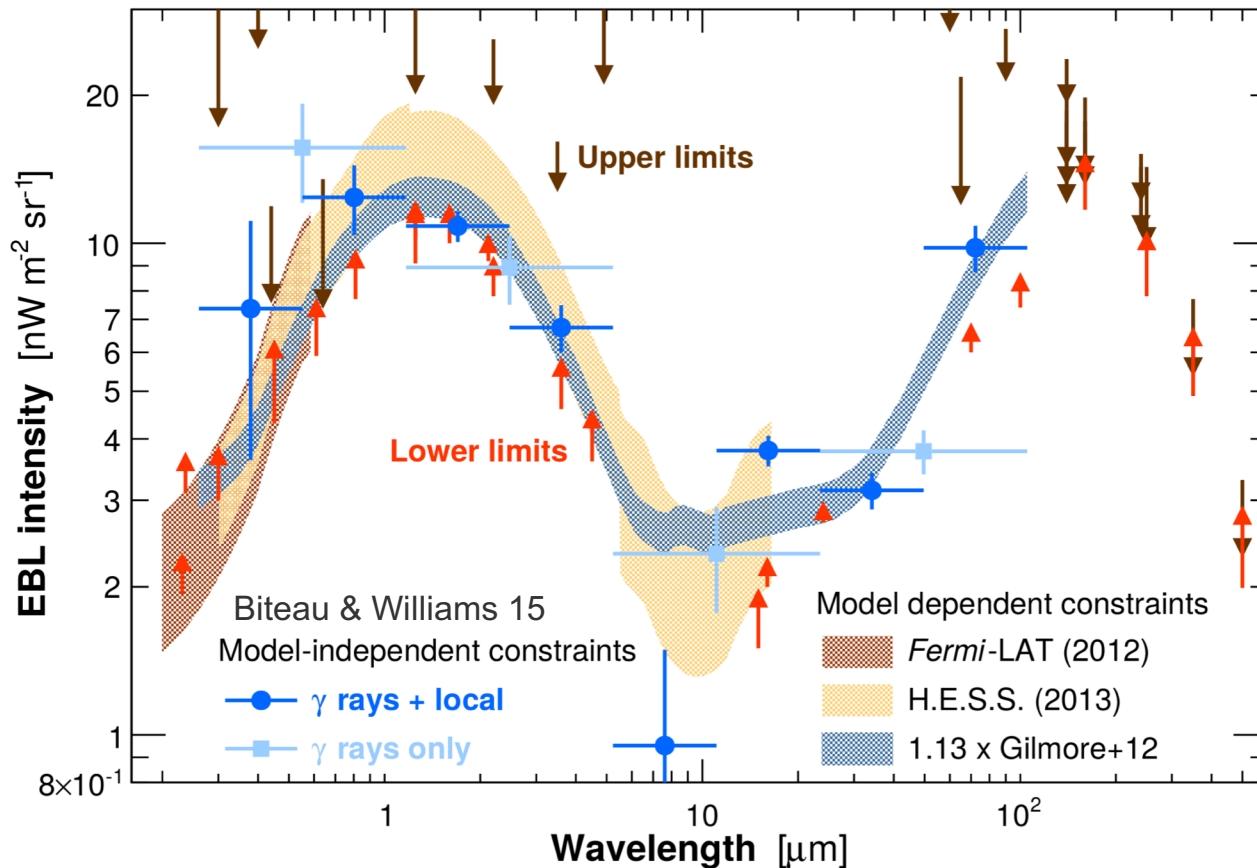 EBL intensity [nW m⁻² sr⁻¹]
20
10
7
6
5
4
3
2
1
8×10⁻¹
Upper limits
Lower limits
Biteau & Williams 15
Model-independent constraints
γ rays + local
γ rays only
Model dependent constraints
Fermi-LAT (2012)
H.E.S.S. (2013)
1.13 x Gilmore+12
1 10 10²
Wavelength [μm]